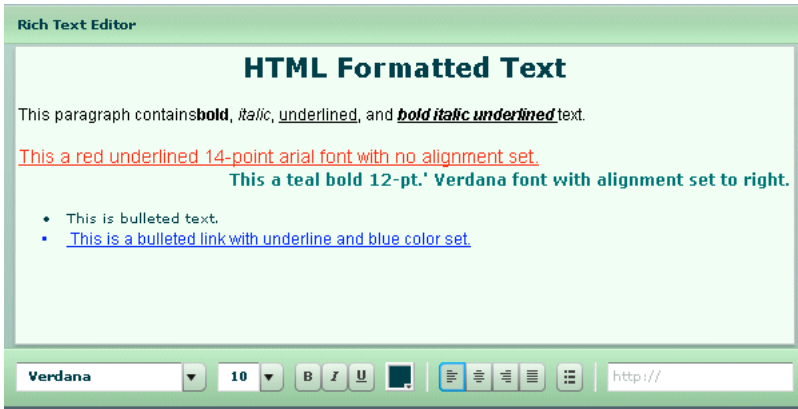 Rich Text Editor
HTML Formatted Text
This paragraph containsbold, italic, underlined, and bold italic underlined text.
This a red underlined 14-point arial font with no alignment set.
This a teal bold 12-pt.' Verdana font with alignment set to right.
• This is bulleted text.
• This is a bulleted link with underline and blue color set.
Verdana 10 B I U http://